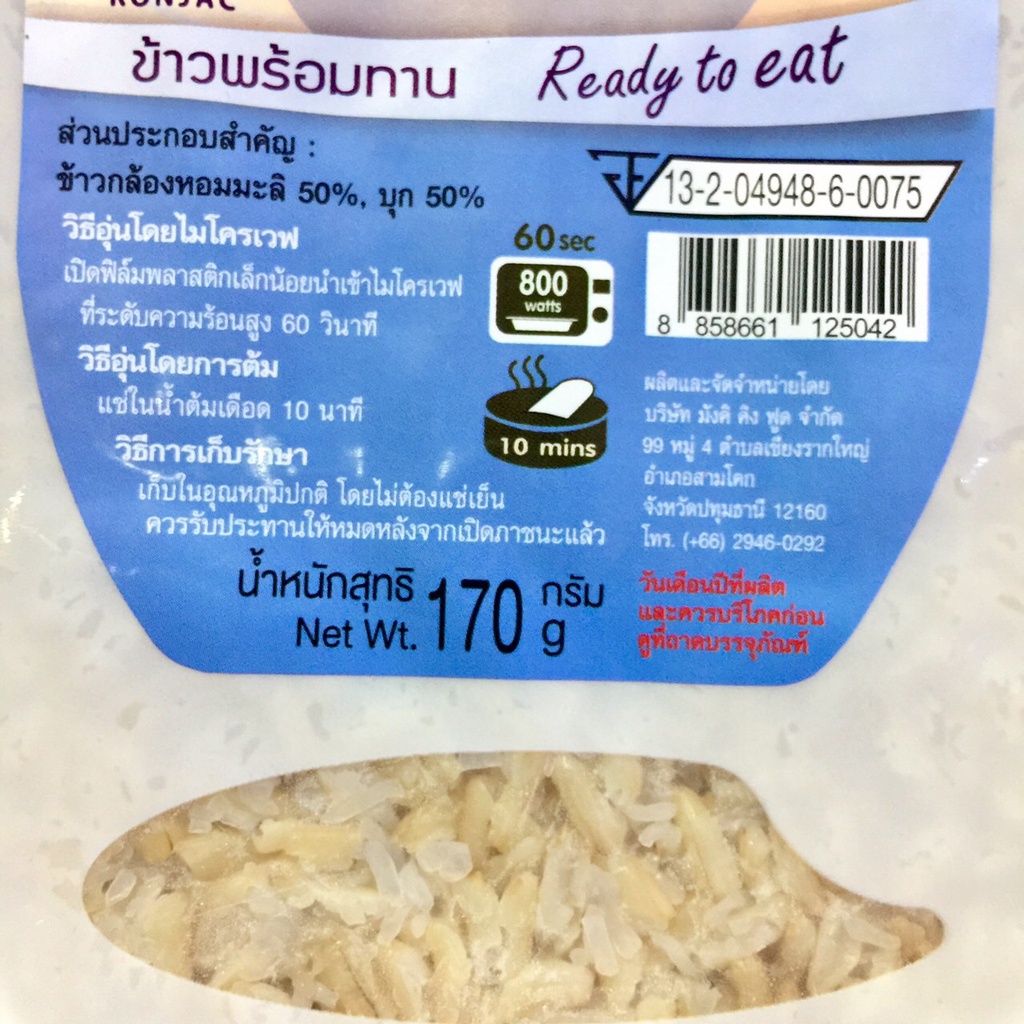 KONJAC
ข้าวพร้อมทาน Ready to eat
ส่วนประกอบสำคัญ :
ข้าวกล้องหอมมะลิ 50%, บุก 50%
วิธีอุ่นโดยไมโครเวฟ
เปิดฟิล์มพลาสติกเล็กน้อยนำเข้าไมโครเวฟ
ที่ระดับความร้อนสูง 60 วินาที
60 sec
800
watts
วิธีอุ่นโดยการต้ม
แช่ในน้ำต้มเดือด 10 นาที
10 mins
วิธีการเก็บรักษา
เก็บในอุณหภูมิปกติ โดยไม่ต้องแช่เย็น
ควรรับประทานให้หมดหลังจากเปิดภาชนะแล้ว
น้ำหนักสุทธิ 170 กรัม
Net Wt. g
13-2-04948-6-0075
8 858661 125042
ผลิตและจัดจำหน่ายโดย
บริษัท มังคิ คิง ฟูด จำกัด
99 หมู่ 4 ตำบลเชียงรากใหญ่
อำเภอสามโคก
จังหวัดปทุมธานี 12160
โทร. (+66) 2946-0292
วันเดือนปีที่ผลิต
และควรบริโภคก่อน
ดูที่ถาดบรรจุภัณฑ์